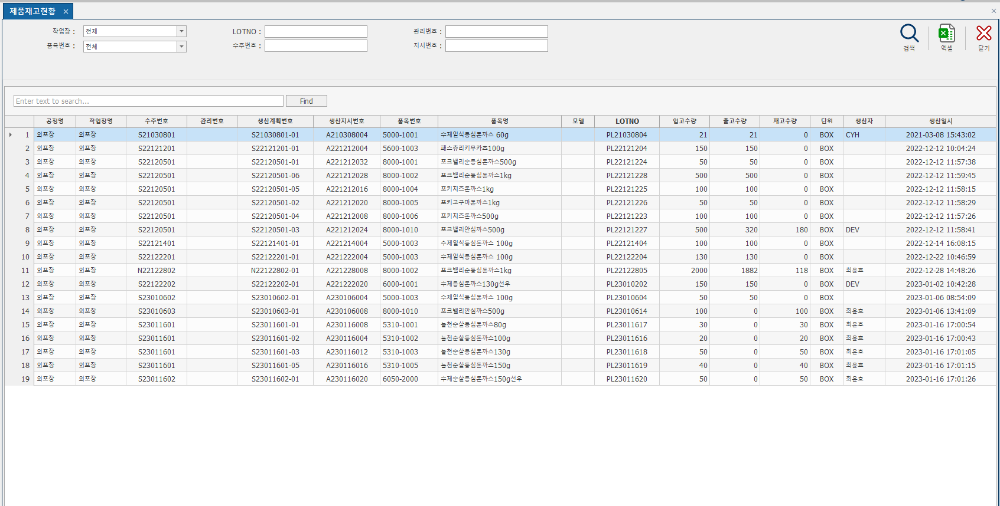 제품재고현황 ×
작업장 : 전체 LOTNO : 관리번호 :
품목번호 : 전체 수주번호 : 지시번호 :
검색 엑셀 닫기
Enter text to search... Find
공정명 작업장명 수주번호 관리번호 생산계획번호 생산지시번호 품목번호 품목명 모델 LOTNO 입고수량 출고수량 재고수량 단위 생산자 생산일시
1 외포장 외포장 S21030801 S21030801-01 A210308004 5000-1001 수제일식등심돈까스 60g PL21030804 21 21 0 BOX CYH 2021-03-08 15:43:02
2 외포장 외포장 S22121201 S22121201-01 A221212004 5600-1003 패스츄리키무카츠100g PL22121204 150 150 0 BOX 2022-12-12 10:04:24
3 외포장 외포장 S22120501 S22120501-01 A221212032 8000-1001 포크밸리순등심돈까스500g PL22121224 50 50 0 BOX 2022-12-12 11:57:38
4 외포장 외포장 S22120501 S22120501-06 A221212028 8000-1002 포크밸리순등심돈까스1kg PL22121228 500 500 0 BOX 2022-12-12 11:59:45
5 외포장 외포장 S22120501 S22120501-05 A221212016 8000-1004 포키치즈돈까스1kg PL22121225 100 100 0 BOX 2022-12-12 11:58:15
6 외포장 외포장 S22120501 S22120501-02 A221212020 8000-1005 포키고구마돈까스1kg PL22121226 50 50 0 BOX 2022-12-12 11:58:29
7 외포장 외포장 S22120501 S22120501-04 A221212008 8000-1006 포키치즈돈까스500g PL22121223 100 100 0 BOX 2022-12-12 11:57:26
8 외포장 외포장 S22120501 S22120501-03 A221212024 8000-1010 포크밸리안심까스500g PL22121227 500 320 180 BOX DEV 2022-12-12 11:58:41
9 외포장 외포장 S22121401 S22121401-01 A221214004 5000-1003 수제일식등심돈까스 100g PL22121404 100 100 0 BOX 2022-12-14 16:08:15
10 외포장 외포장 S22122201 S22122201-01 A221222004 5000-1003 수제일식등심돈까스 100g PL22122204 130 130 0 BOX 2022-12-22 10:46:59
11 외포장 외포장 N22122802 N22122802-01 A221228008 8000-1002 포크밸리순등심돈까스1kg PL22122805 2000 1882 118 BOX 최윤호 2022-12-28 14:48:26
12 외포장 외포장 S22122202 S22122202-01 A221222020 6000-1001 수제등심돈까스130g선우 PL23010202 150 150 0 BOX DEV 2023-01-02 10:42:28
13 외포장 외포장 S23010602 S23010602-01 A230106004 5000-1003 수제일식등심돈까스 100g PL23010604 50 50 0 BOX 2023-01-06 08:54:09
14 외포장 외포장 S23010603 S23010603-01 A230106008 8000-1010 포크밸리안심까스500g PL23010614 100 0 100 BOX 최윤호 2023-01-06 13:41:09
15 외포장 외포장 S23011601 S23011601-01 A230116008 5310-1001 늘천순살등심돈까스80g PL23011617 30 0 30 BOX 최윤호 2023-01-16 17:00:54
16 외포장 외포장 S23011601 S23011601-02 A230116004 5310-1002 늘천순살등심돈까스100g PL23011616 20 0 20 BOX 최윤호 2023-01-16 17:00:43
17 외포장 외포장 S23011601 S23011601-03 A230116012 5310-1003 늘천순살등심돈까스130g PL23011618 50 0 50 BOX 최윤호 2023-01-16 17:01:05
18 외포장 외포장 S23011601 S23011601-05 A230116016 5310-1005 늘천순살등심돈까스150g PL23011619 40 0 40 BOX 최윤호 2023-01-16 17:01:15
19 외포장 외포장 S23011602 S23011602-01 A230116020 6050-2000 수제순살등심돈까스150g선우 PL23011620 50 0 50 BOX 최윤호 2023-01-16 17:01:26